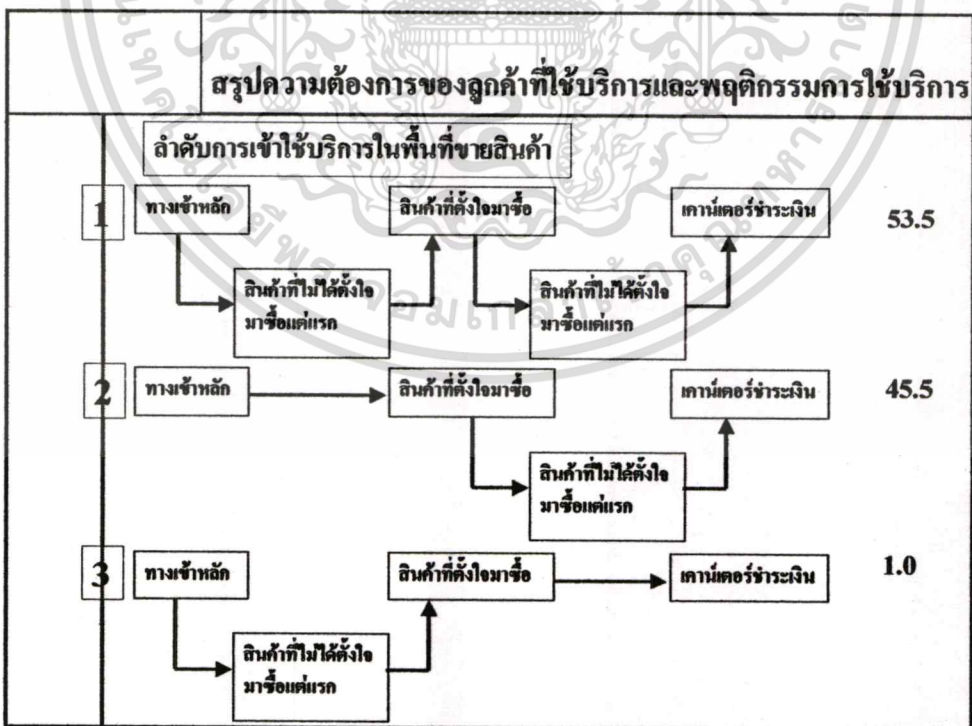 สรุปความต้องการของลูกค้าที่ใช้บริการและพฤติกรรมการใช้บริการ
ลำดับการเข้าใช้บริการในพื้นที่ขายสินค้า
1 ทางเข้าหลัก สินค้าที่ตั้งใจมาซื้อ เคาน์เตอร์ชำระเงิน 53.5
สินค้าที่ไม่ได้ตั้งใจ สินค้าที่ไม่ได้ตั้งใจ
มาซื้อแต่แรก มาซื้อแต่แรก
2 ทางเข้าหลัก สินค้าที่ตั้งใจมาซื้อ เคาน์เตอร์ชำระเงิน 45.5
สินค้าที่ไม่ได้ตั้งใจ
มาซื้อแต่แรก
3 ทางเข้าหลัก สินค้าที่ตั้งใจมาซื้อ เคาน์เตอร์ชำระเงิน 1.0
สินค้าที่ไม่ได้ตั้งใจ
มาซื้อแต่แรก